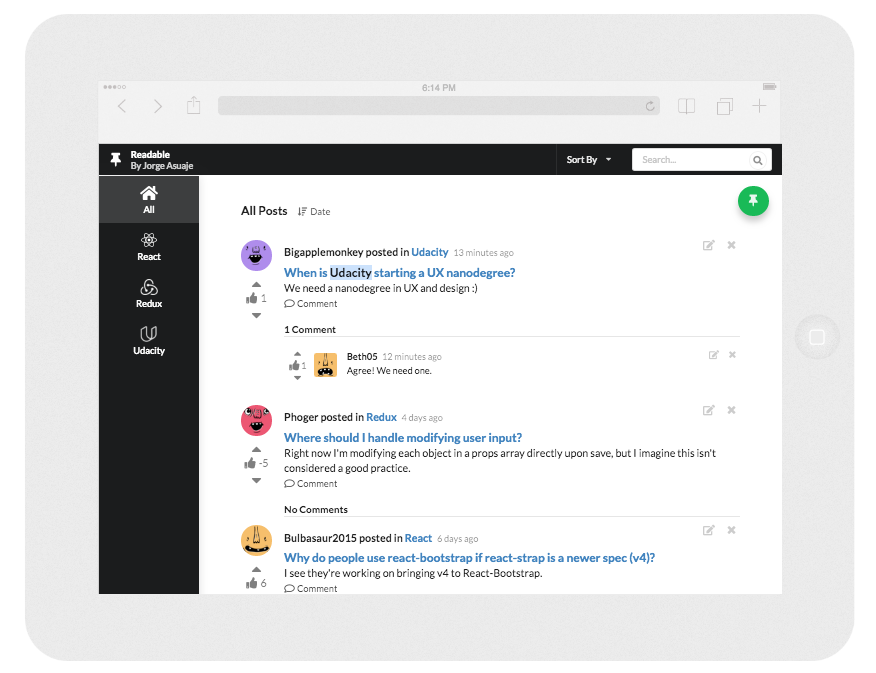 6:14 PM
Readable
By Jorge Asuaje
Sort By
Search...
All
React
Redux
Udacity
All Posts Date
Bigapplemonkey posted in Udacity 13 minutes ago
When is Udacity starting a UX nanodegree?
We need a nanodegree in UX and design :)
1
Comment
1 Comment
Beth05 12 minutes ago
1
Agree! We need one.
Phoger posted in Redux 4 days ago
Where should I handle modifying user input?
Right now I'm modifying each object in a props array directly upon save, but I imagine this isn't
-5
considered a good practice.
Comment
No Comments
Bulbasaur2015 posted in React 6 days ago
Why do people use react-bootstrap if react-strap is a newer spec (v4)?
I see they're working on bringing v4 to React-Bootstrap.
6
Comment